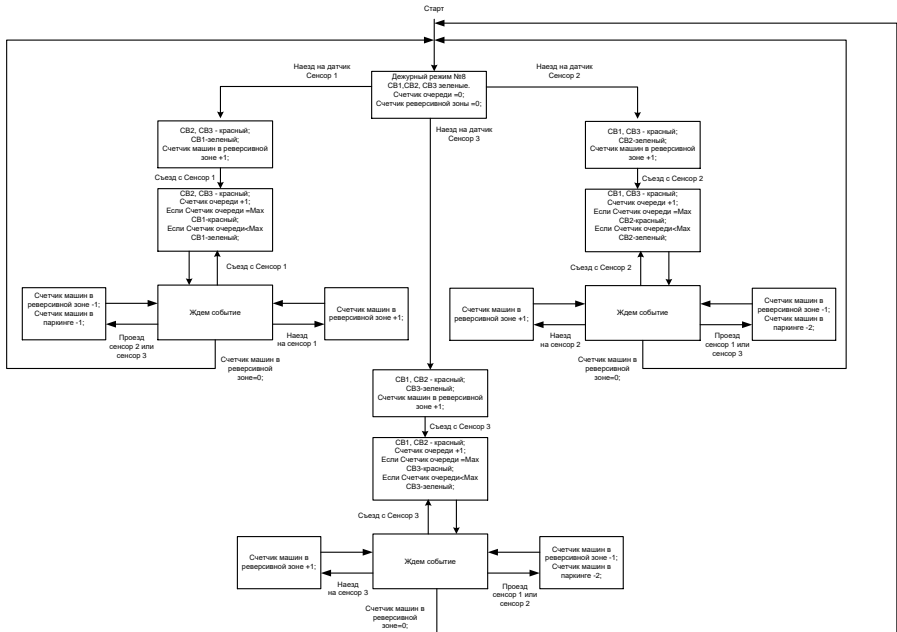 Старт
Наезд на датчик
Сенсор 1
Наезд на датчик
Сенсор 2
Дежурный режим №8
СВ1,СВ2, СВ3 зеленые.
Счетчик очереди =0;
Счетчик реверсивной зоны =0;
Наезд на датчик
Сенсор 3
СВ2, СВ3 - красный;
СВ1-зеленый;
Счетчик машин в реверсивной
зоне +1;
СВ1, СВ3 - красный;
СВ2-зеленый;
Счетчик машин в реверсивной
зоне +1;
Съезд с Сенсор 1
Съезд с Сенсор 2
СВ2, СВ3 - красный;
Счетчик очереди +1;
Если Счетчик очереди =Max
СВ1-красный;
Если Счетчик очереди<Max
СВ1-зеленый;
СВ1, СВ3 - красный;
Счетчик очереди +1;
Если Счетчик очереди =Max
СВ2-красный;
Если Счетчик очереди<Max
СВ2-зеленый;
Съезд с Сенсор 1
Съезд с Сенсор 2
Счетчик машин в
реверсивной зоне -1;
Счетчик машин в
паркинге -1;
Ждем событие
Счетчик машин в
реверсивной зоне +1;
Проезд
сенсор 2 или
сенсор 3
Наезд
на сенсор 1
Счетчик машин в
реверсивной
зоне=0;
Счетчик машин в
реверсивной зоне +1;
Ждем событие
Счетчик машин в
реверсивной зоне -1;
Счетчик машин в
паркинге -2;
Наезд
на сенсор 2
Проезд
сенсор 1 или
сенсор 3
Счетчик машин в
реверсивной
зоне=0;
СВ1, СВ2 - красный;
СВ3-зеленый;
Счетчик машин в реверсивной
зоне +1;
Съезд с Сенсор 3
СВ1, СВ2 - красный;
Счетчик очереди +1;
Если Счетчик очереди =Max
СВ3-красный;
Если Счетчик очереди<Max
СВ3-зеленый;
Съезд с Сенсор 3
Счетчик машин в
реверсивной зоне +1;
Ждем событие
Счетчик машин в
реверсивной зоне -1;
Счетчик машин в
паркинге -2;
Наезд
на сенсор 3
Проезд
сенсор 1 или
сенсор 2
Счетчик машин в
реверсивной
зоне=0;